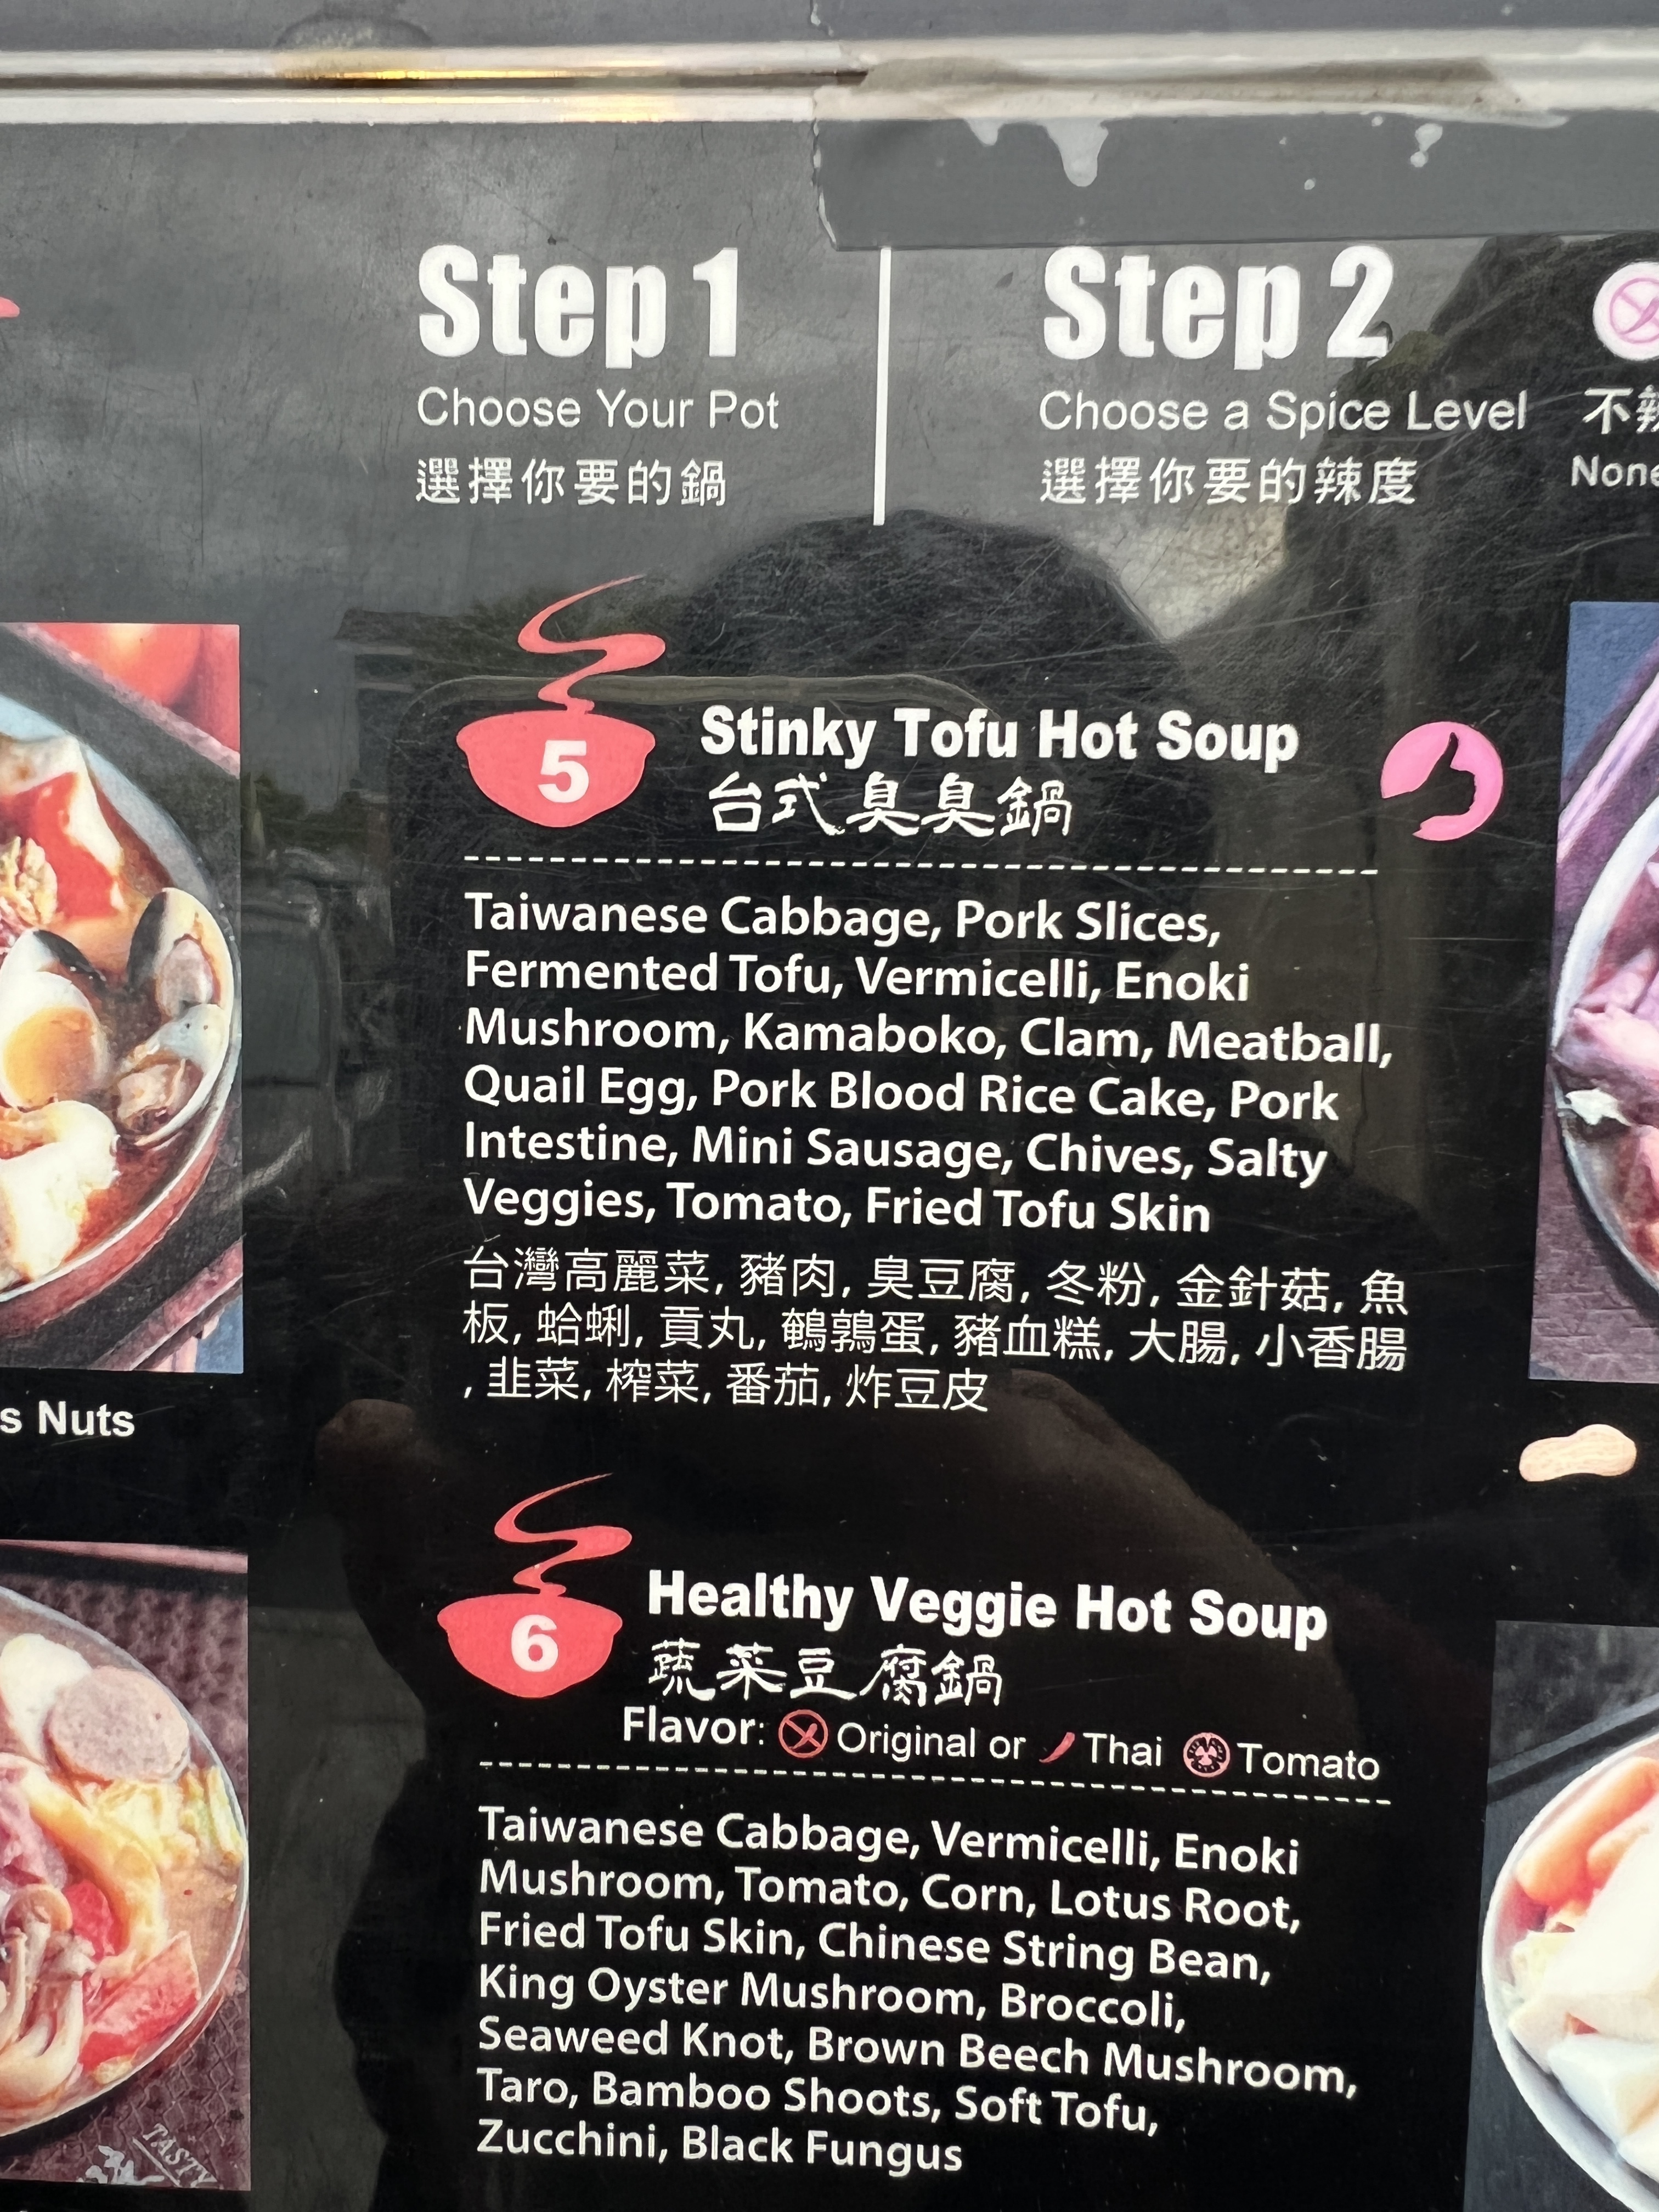 Step 1
Choose Your Pot
選擇你要的鍋
Step 2
Choose a Spice Level
選擇你要的辣度
不辣
None
5
Stinky Tofu Hot Soup
台式臭臭鍋
Taiwanese Cabbage, Pork Slices,
Fermented Tofu, Vermicelli, Enoki
Mushroom, Kamaboko, Clam, Meatball,
Quail Egg, Pork Blood Rice Cake, Pork
Intestine, Mini Sausage, Chives, Salty
Veggies, Tomato, Fried Tofu Skin
台灣高麗菜, 豬肉, 臭豆腐, 冬粉, 金針菇, 魚
板, 蛤蜊, 貢丸, 鵪鶉蛋, 豬血糕, 大腸, 小香腸
, 韭菜, 榨菜, 番茄, 炸豆皮
s Nuts
6
Healthy Veggie Hot Soup
蔬菜豆腐鍋
Flavor: Original or Thai Tomato
Taiwanese Cabbage, Vermicelli, Enoki
Mushroom, Tomato, Corn, Lotus Root,
Fried Tofu Skin, Chinese String Bean,
King Oyster Mushroom, Broccoli,
Seaweed Knot, Brown Beech Mushroom,
Taro, Bamboo Shoots, Soft Tofu,
Zucchini, Black Fungus
TASTY